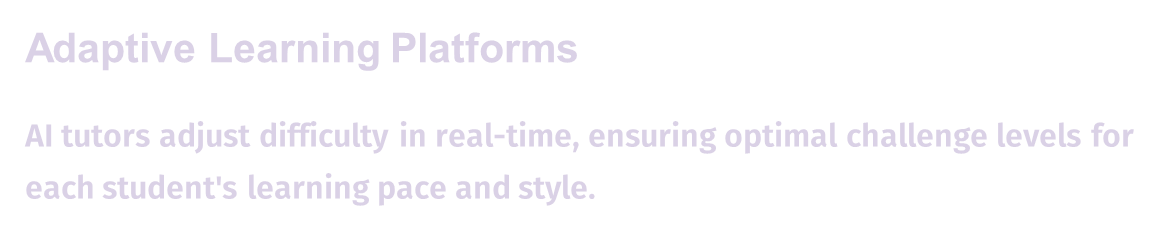 Adaptive Learning Platforms
AI tutors adjust difficulty in real-time, ensuring optimal challenge levels for
each student's learning pace and style.